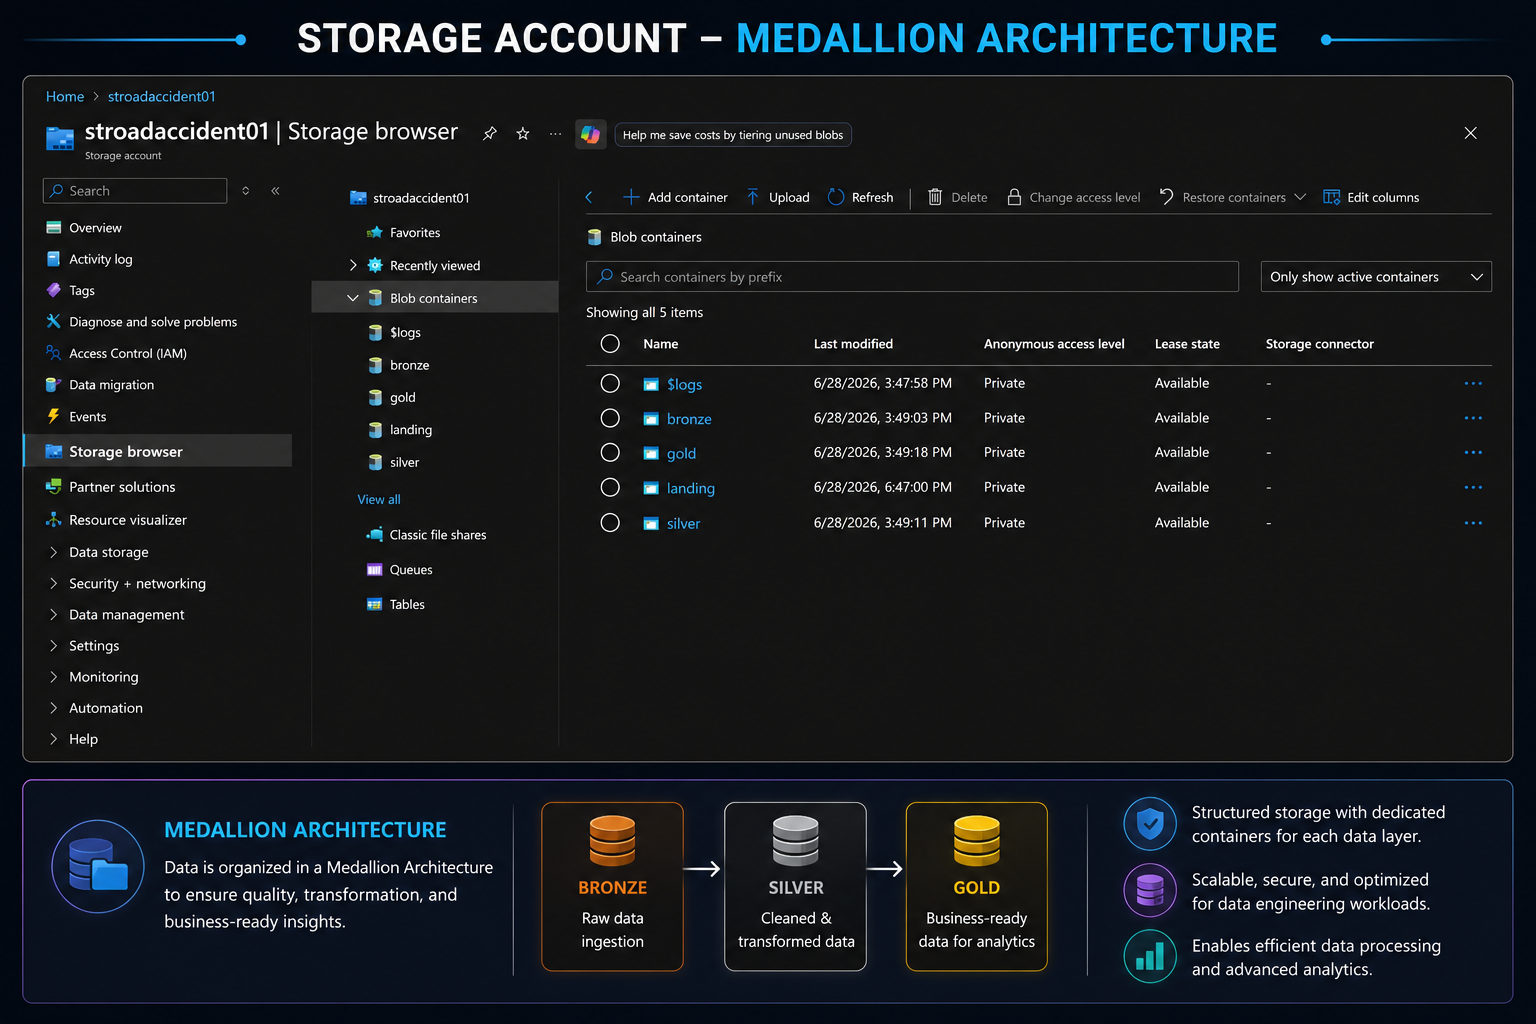 STORAGE ACCOUNT – MEDALLION ARCHITECTURE
Home > stroadaccident01
stroadaccident01 | Storage browser
Help me save costs by tiering unused blobs
Storage account
Search
Overview
Activity log
Tags
Diagnose and solve problems
Access Control (IAM)
Data migration
Events
Storage browser
Partner solutions
Resource visualizer
Data storage
Security + networking
Data management
Settings
Monitoring
Automation
Help
stroadaccident01
Favorites
Recently viewed
Blob containers
$logs
bronze
gold
landing
silver
View all
Classic file shares
Queues
Tables
Add container Upload Refresh Delete Change access level Restore containers Edit columns
Blob containers
Search containers by prefix
Only show active containers
Showing all 5 items
Name Last modified Anonymous access level Lease state Storage connector
$logs 6/28/2026, 3:47:58 PM Private Available -
bronze 6/28/2026, 3:49:03 PM Private Available -
gold 6/28/2026, 3:49:18 PM Private Available -
landing 6/28/2026, 6:47:00 PM Private Available -
silver 6/28/2026, 3:49:11 PM Private Available -
MEDALLION ARCHITECTURE
Data is organized in a Medallion Architecture
to ensure quality, transformation, and
business-ready insights.
BRONZE
Raw data
ingestion
SILVER
Cleaned &
transformed data
GOLD
Business-ready
data for analytics
Structured storage with dedicated
containers for each data layer.
Scalable, secure, and optimized
for data engineering workloads.
Enables efficient data processing
and advanced analytics.